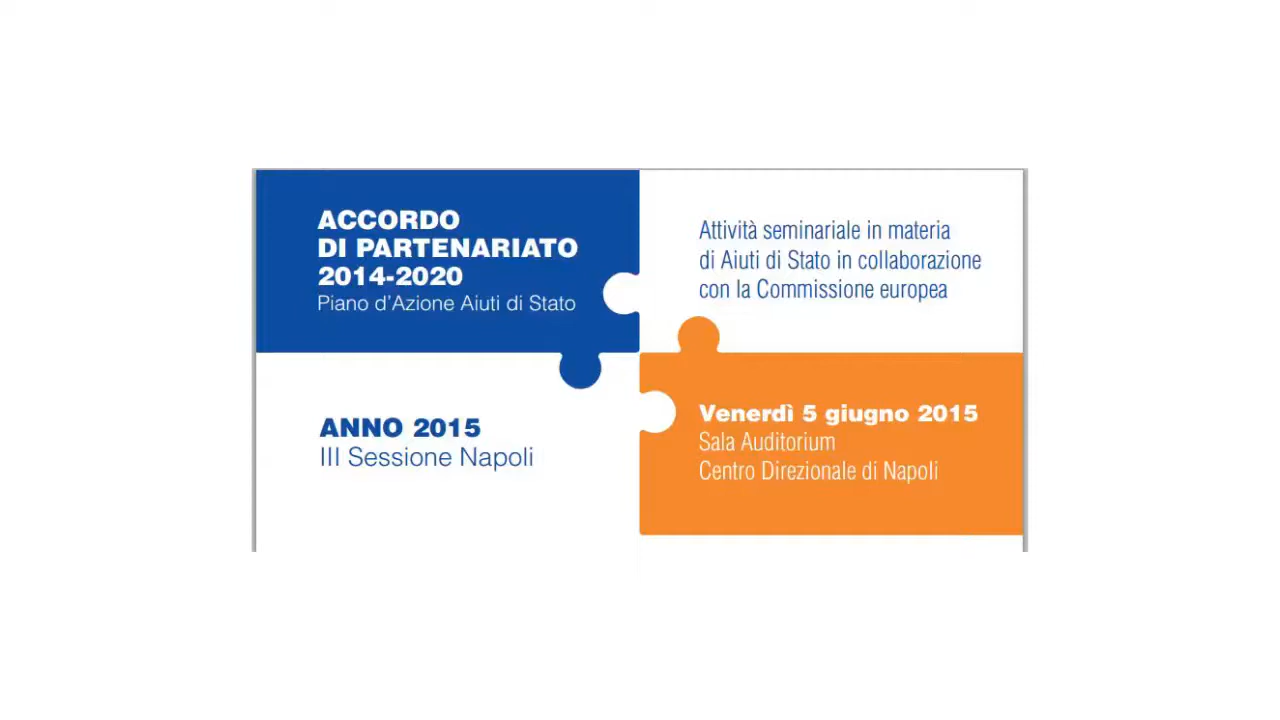 ACCORDO
DI PARTENARIATO
2014-2020
Piano d'Azione Aiuti di Stato
Attività seminariale in materia
di Aiuti di Stato in collaborazione
con la Commissione europea
ANNO 2015
III Sessione Napoli
Venerdì 5 giugno 2015
Sala Auditorium
Centro Direzionale di Napoli